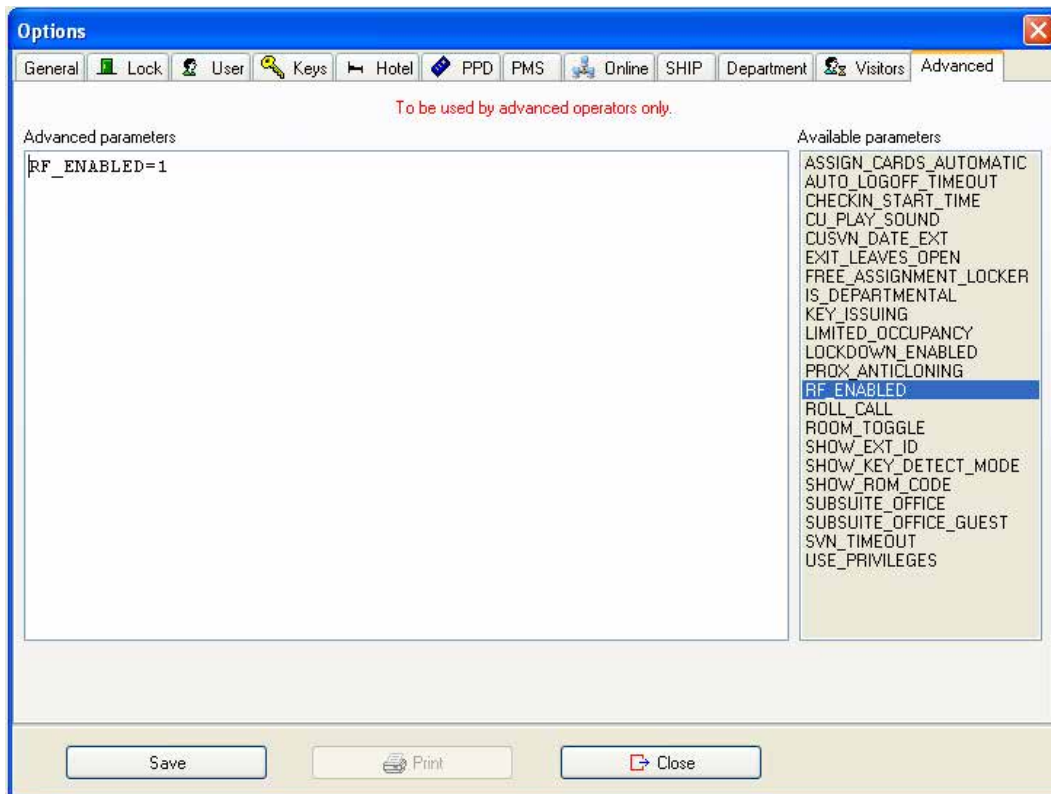 Options
General Lock User Keys Hotel PPD PMS Online SHIP Department Visitors Advanced
To be used by advanced operators only.
Advanced parameters
RF_ENABLED=1
Available parameters
ASSIGN_CARDS_AUTOMATIC
AUTO_LOGOFF_TIMEOUT
CHECKIN_START_TIME
CU_PLAY_SOUND
CUSVN_DATE_EXT
EXIT_LEAVES_OPEN
FREE_ASSIGNMENT_LOCKER
IS_DEPARTMENTAL
KEY_ISSUING
LIMITED_OCCUPANCY
LOCKDOWN_ENABLED
PROX_ANTICLONING
RF_ENABLED
ROLL_CALL
ROOM_TOGGLE
SHOW_EXT_ID
SHOW_KEY_DETECT_MODE
SHOW_ROM_CODE
SUBSUITE_OFFICE
SUBSUITE_OFFICE_GUEST
SVN_TIMEOUT
USE_PRIVILEGES
Save Print Close